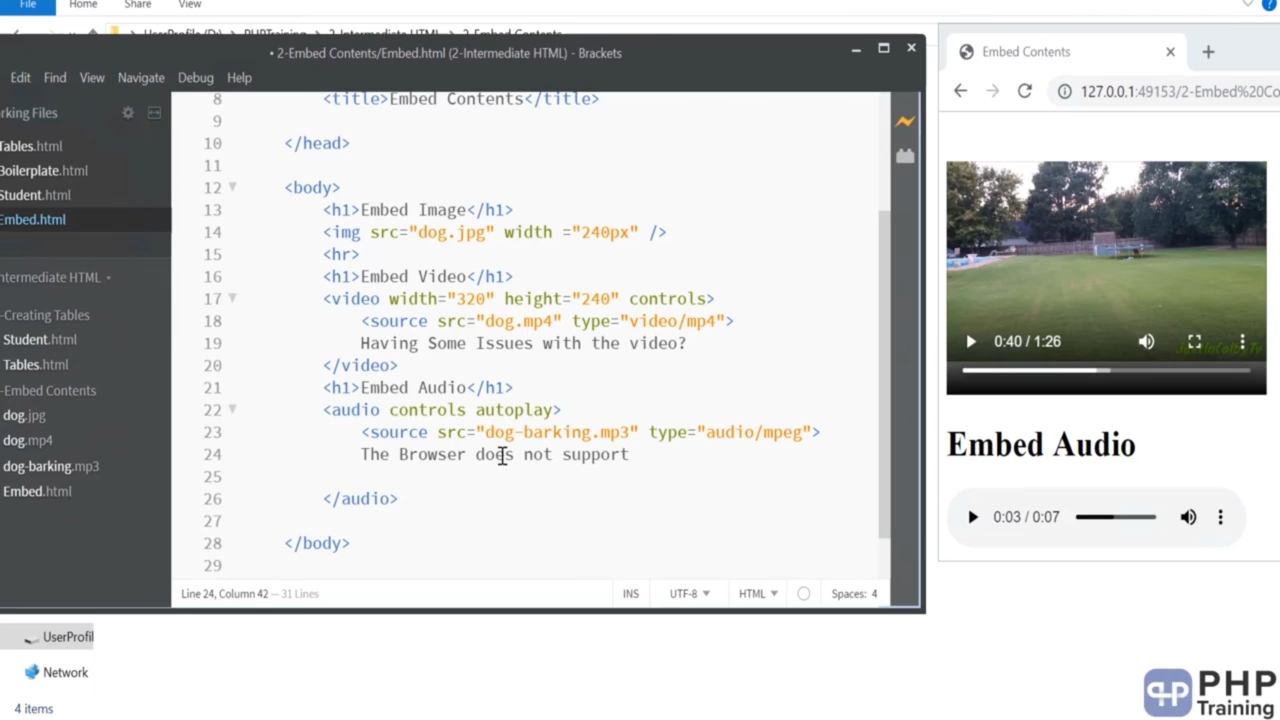 File
Home
Share
View
UserProfile (D:)
PHPTraining
2-Intermediate HTML
2-Embed Contents
• 2-Embed Contents/Embed.html (2-Intermediate HTML) - Brackets
Edit Find View Navigate Debug Help
rking Files
Tables.html
Boilerplate.html
Student.html
Embed.html
ntermediate HTML
-Creating Tables
Student.html
Tables.html
-Embed Contents
dog.jpg
dog.mp4
dog-barking.mp3
Embed.html
8 <title>Embed Contents</title>
9
10 </head>
11
12 <body>
13 <h1>Embed Image</h1>
14 <img src="dog.jpg" width ="240px" />
15 <hr>
16 <h1>Embed Video</h1>
17 <video width="320" height="240" controls>
18 <source src="dog.mp4" type="video/mp4">
19 Having Some Issues with the video?
20 </video>
21 <h1>Embed Audio</h1>
22 <audio controls autoplay>
23 <source src="dog-barking.mp3" type="audio/mpeg">
24 The Browser does not support
25
26 </audio>
27
28 </body>
29
Line 24, Column 42 — 31 Lines
INS UTF-8 HTML Spaces: 4
Embed Contents
127.0.0.1:49153/2-Embed%20Co
0:40 / 1:26
Embed Audio
0:03 / 0:07
UserProfil
Network
4 items
PHP
Training